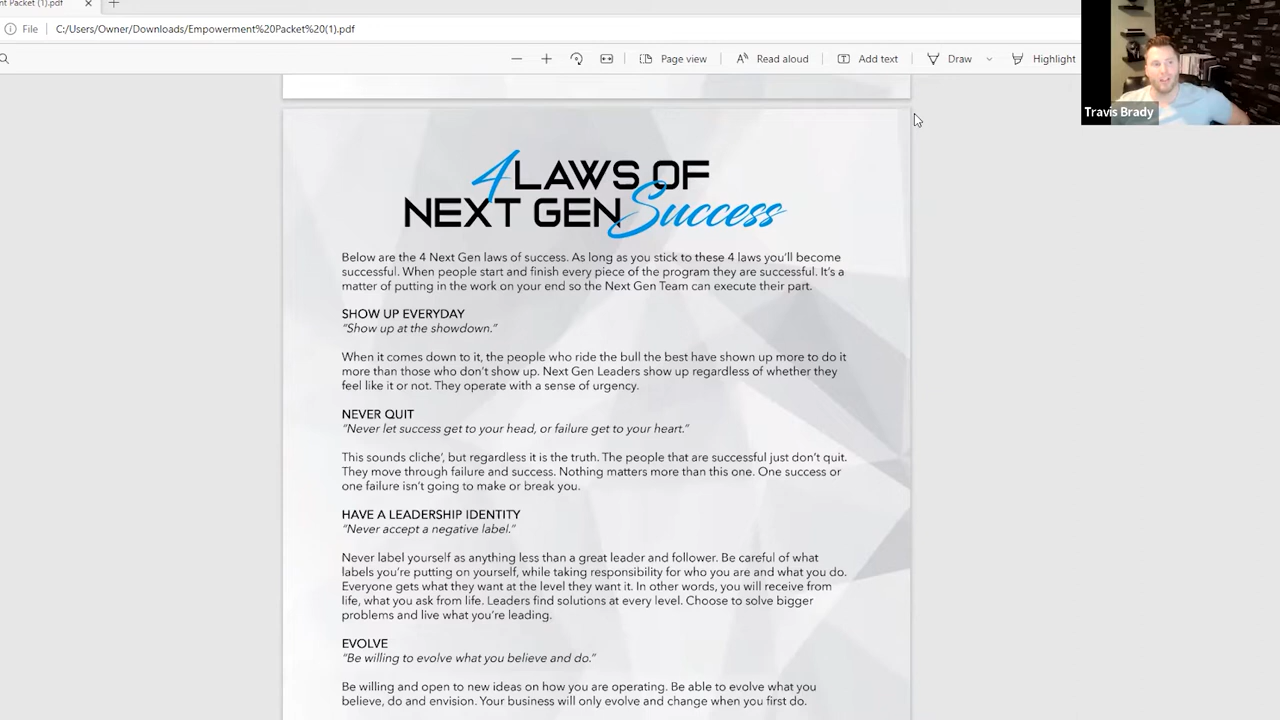 nt Packet (1).pdf
File C:/Users/Owner/Downloads/Empowerment%20Packet%20(1).pdf
Page view Read aloud Add text Draw Highlight
Travis Brady
4 LAWS OF
NEXT GEN Success
Below are the 4 Next Gen laws of success. As long as you stick to these 4 laws you'll become
successful. When people start and finish every piece of the program they are successful. It's a
matter of putting in the work on your end so the Next Gen Team can execute their part.
SHOW UP EVERYDAY
“Show up at the showdown.”
When it comes down to it, the people who ride the bull the best have shown up more to do it
more than those who don't show up. Next Gen Leaders show up regardless of whether they
feel like it or not. They operate with a sense of urgency.
NEVER QUIT
“Never let success get to your head, or failure get to your heart.”
This sounds cliche', but regardless it is the truth. The people that are successful just don't quit.
They move through failure and success. Nothing matters more than this one. One success or
one failure isn't going to make or break you.
HAVE A LEADERSHIP IDENTITY
“Never accept a negative label.”
Never label yourself as anything less than a great leader and follower. Be careful of what
labels you're putting on yourself, while taking responsibility for who you are and what you do.
Everyone gets what they want at the level they want it. In other words, you will receive from
life, what you ask from life. Leaders find solutions at every level. Choose to solve bigger
problems and live what you're leading.
EVOLVE
“Be willing to evolve what you believe and do.”
Be willing and open to new ideas on how you are operating. Be able to evolve what you
believe, do and envision. Your business will only evolve and change when you first do.